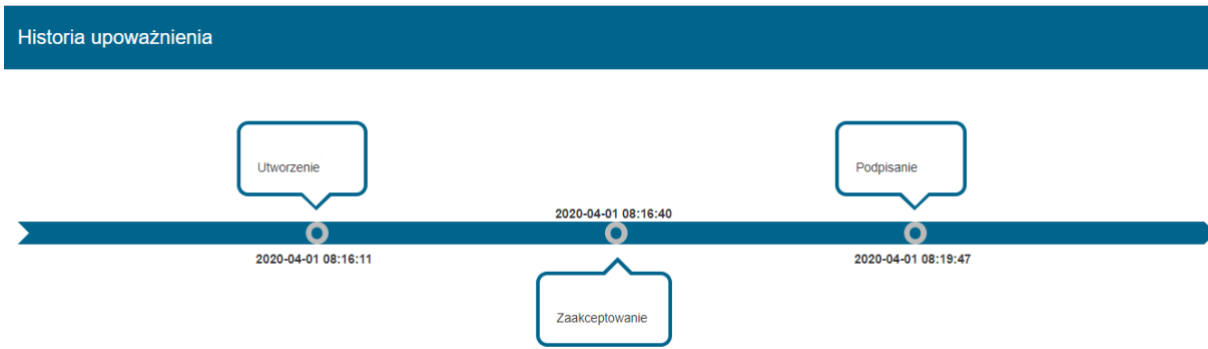 Historia upoważnienia
Utworzenie
Podpisanie
2020-04-01 08:16:40
2020-04-01 08:16:11
2020-04-01 08:19:47
Zaakceptowanie